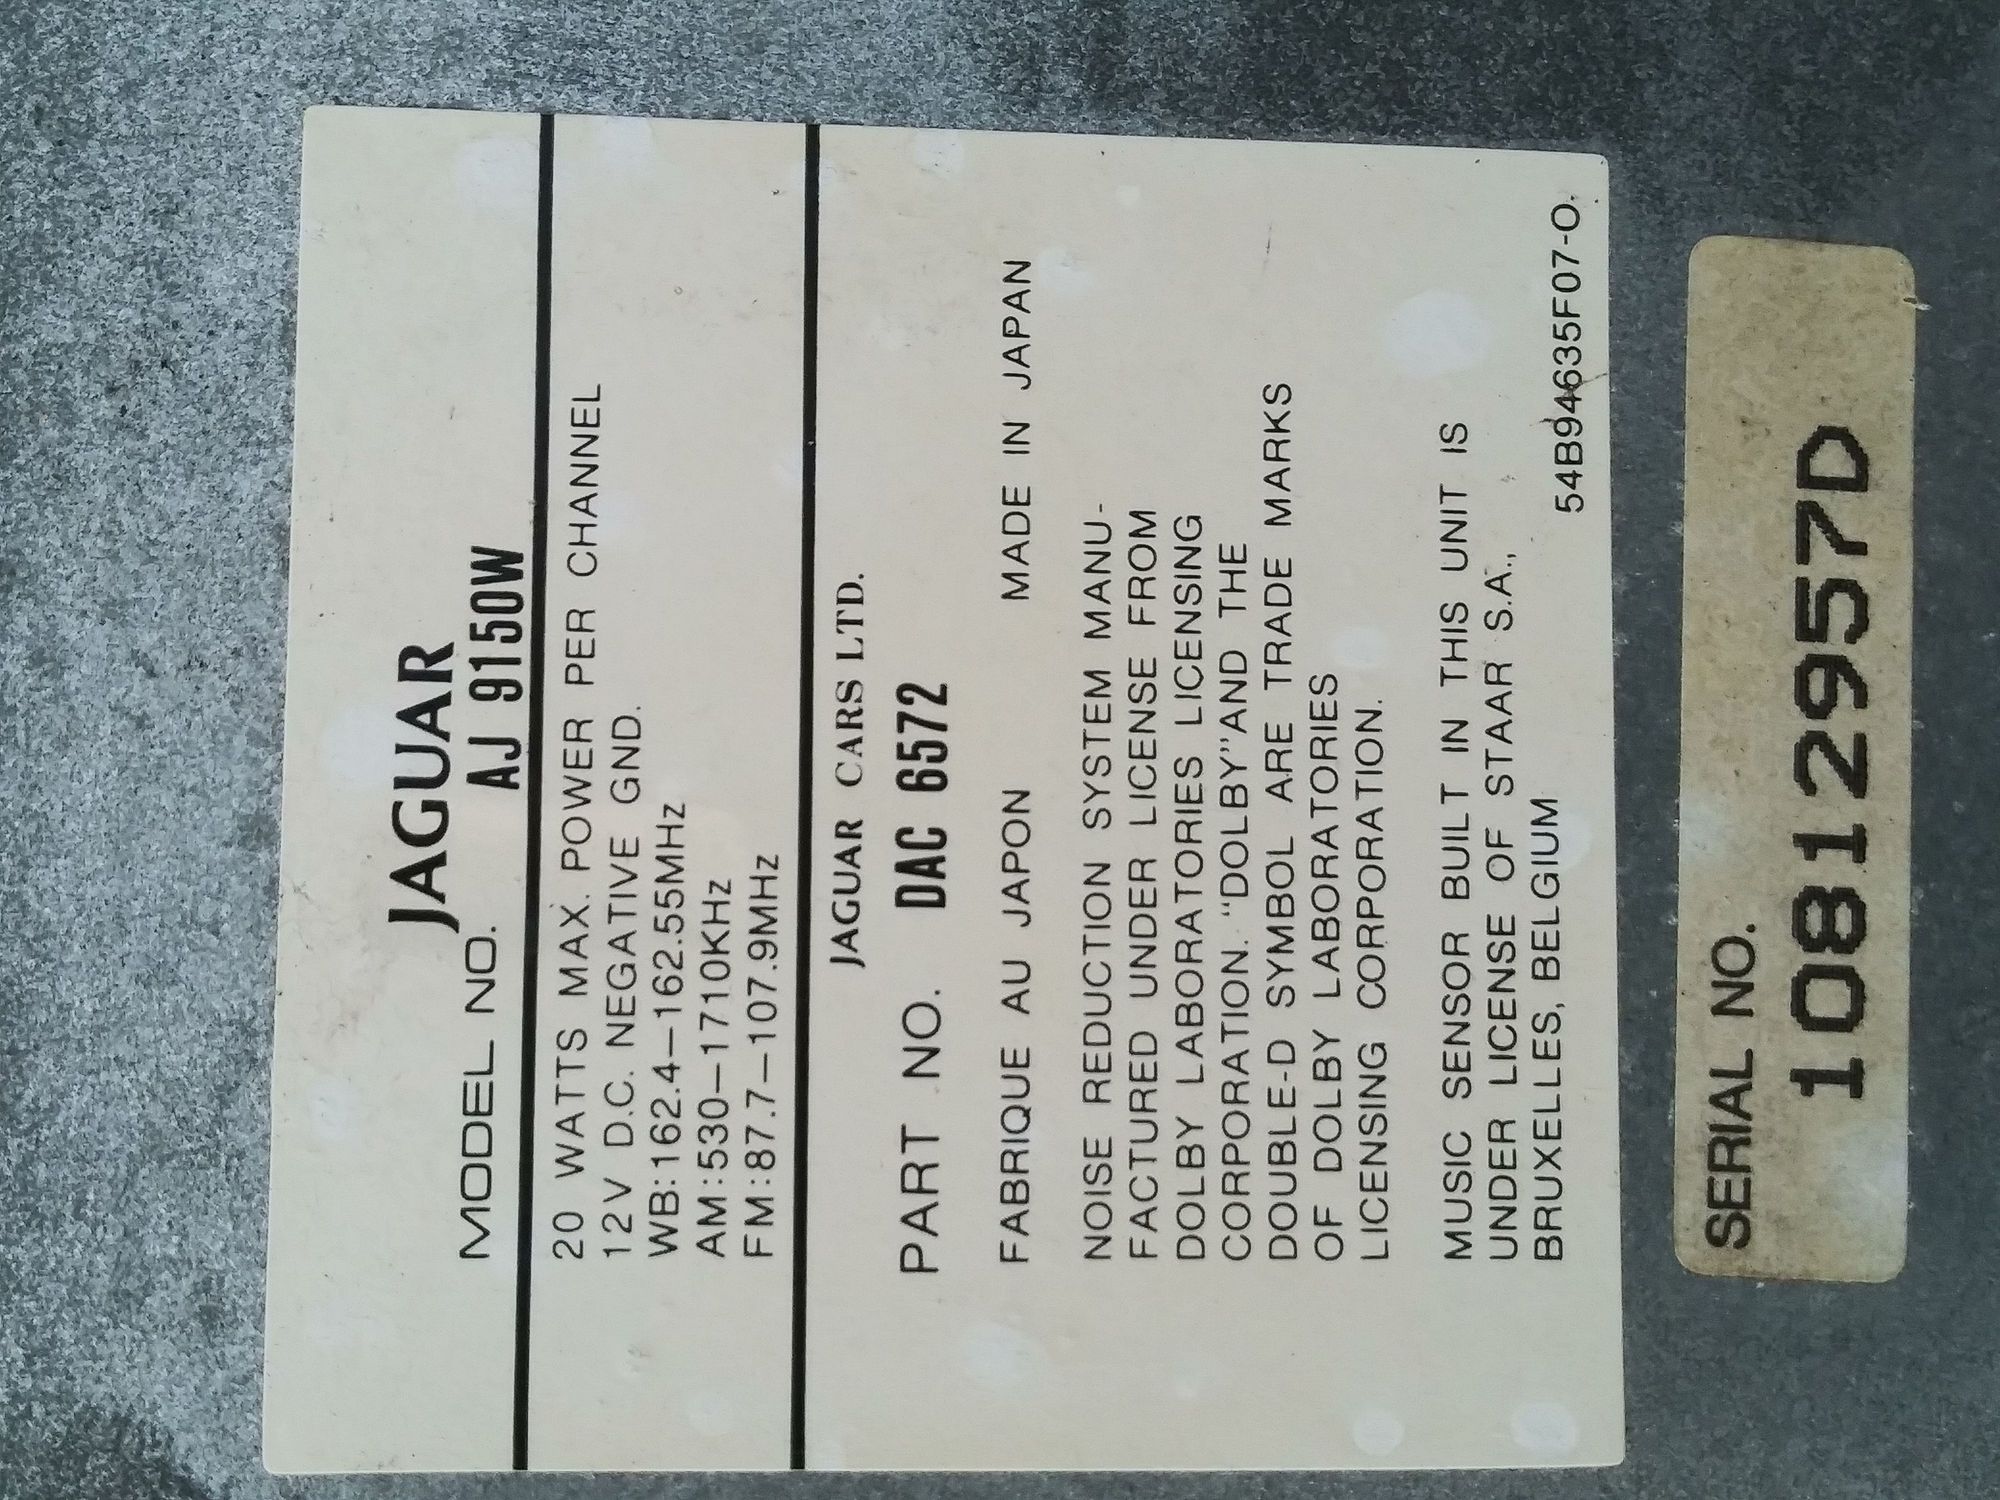 JAGUAR
MODEL NO. AJ 9150W
20 WATTS MAX. POWER PER CHANNEL
12V D.C. NEGATIVE GND.
WB:162.4–162.55MHz
AM:530–1710KHz
FM:87.7–107.9MHz
JAGUAR CARS LTD.
PART NO. DAC 6572
FABRIQUE AU JAPON MADE IN JAPAN
NOISE REDUCTION SYSTEM MANU-
FACTURED UNDER LICENSE FROM
DOLBY LABORATORIES LICENSING
CORPORATION. “DOLBY”AND THE
DOUBLE-D SYMBOL ARE TRADE MARKS
OF DOLBY LABORATORIES
LICENSING CORPORATION.
MUSIC SENSOR BUILT IN THIS UNIT IS
UNDER LICENSE OF STAAR S.A.,
BRUXELLES, BELGIUM
54B94635F07-O.
SERIAL NO.
10812957D